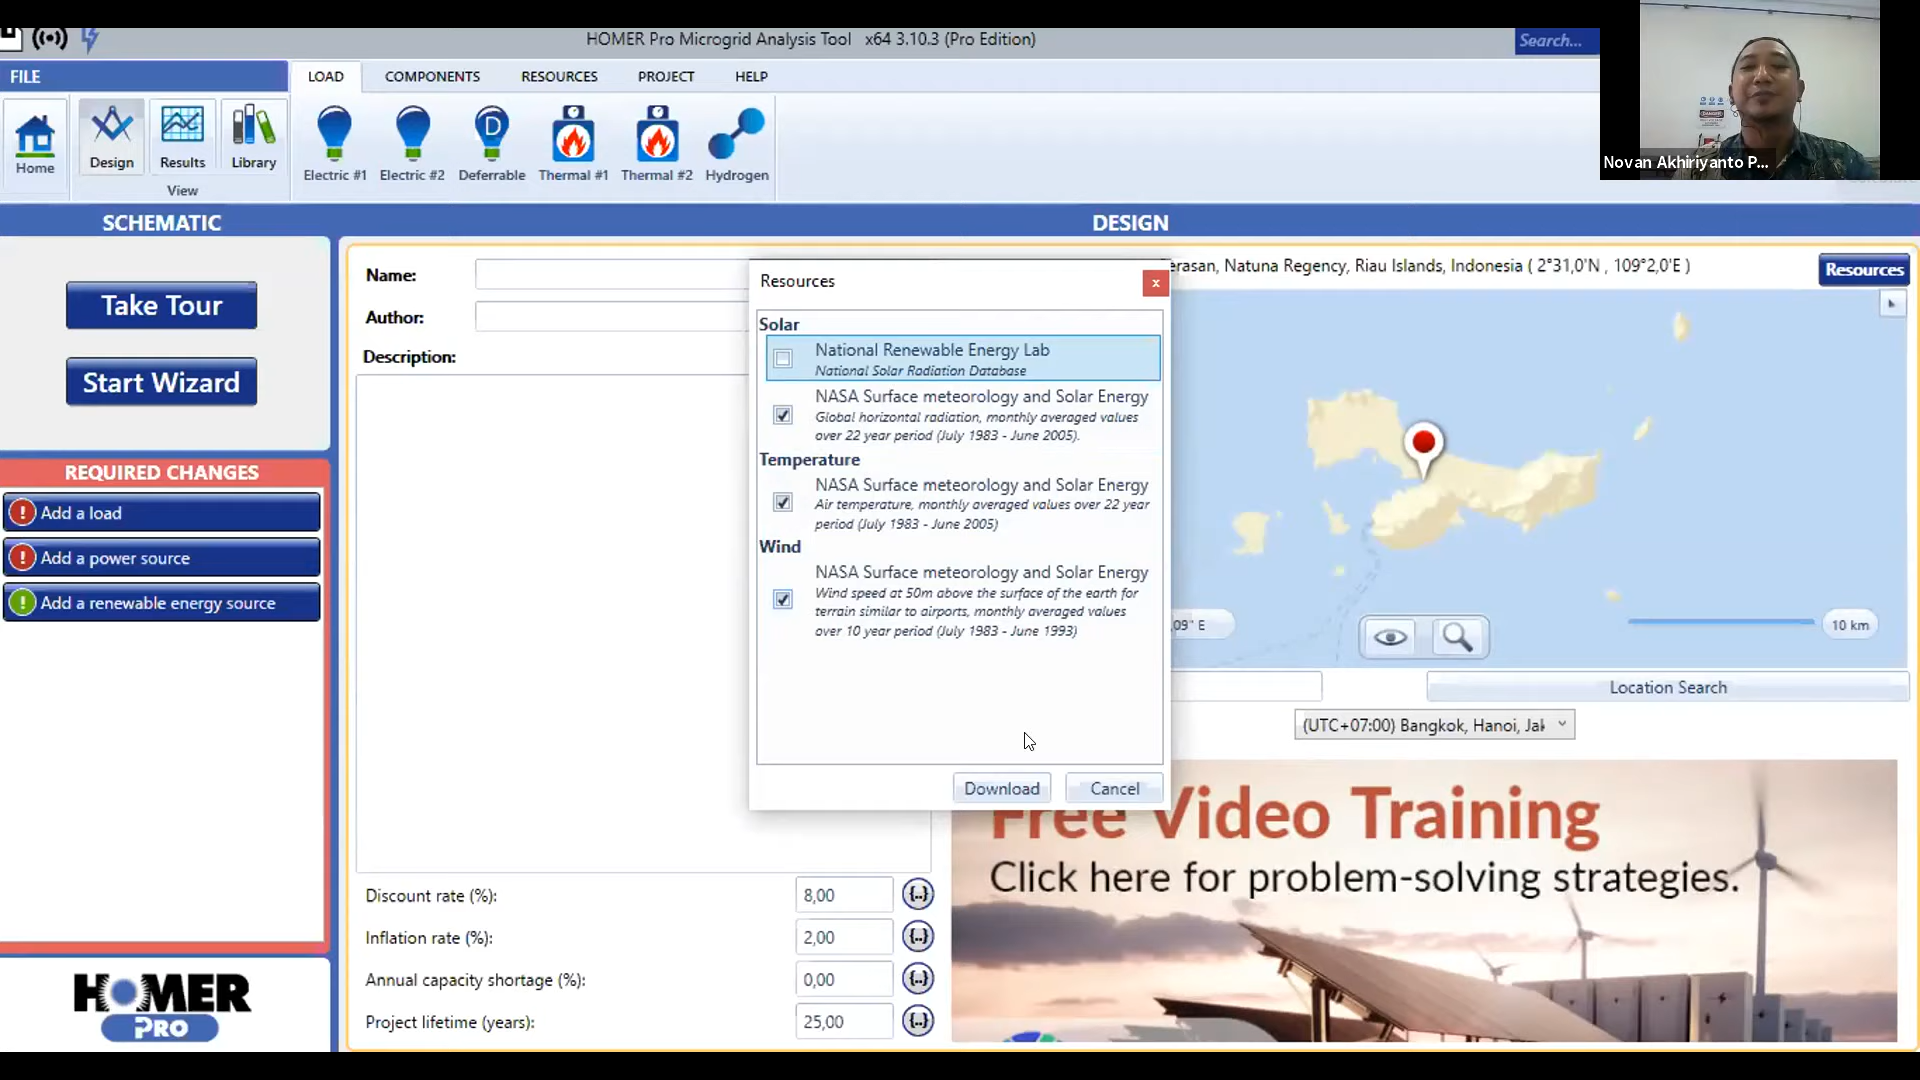 HOMER Pro Microgrid Analysis Tool x64 3.10.3 (Pro Edition)
Search...
FILE
LOAD
COMPONENTS
RESOURCES
PROJECT
HELP
Home
Design
Results
Library
View
Electric #1
Electric #2
D
Deferrable
Thermal #1
Thermal #2
Hydrogen
Novan Akhiriyanto P...
SCHEMATIC
DESIGN
Take Tour
Start Wizard
REQUIRED CHANGES
! Add a load
! Add a power source
! Add a renewable energy source
HOMER
PRO
Name:
Author:
Description:
Resources
x
Solar
National Renewable Energy Lab
National Solar Radiation Database
NASA Surface meteorology and Solar Energy
Global horizontal radiation, monthly averaged values
over 22 year period (July 1983 - June 2005).
Temperature
NASA Surface meteorology and Solar Energy
Air temperature, monthly averaged values over 22 year
period (July 1983 - June 2005)
Wind
NASA Surface meteorology and Solar Energy
Wind speed at 50m above the surface of the earth for
terrain similar to airports, monthly averaged values
over 10 year period (July 1983 - June 1993)
Download
Cancel
erasan, Natuna Regency, Riau Islands, Indonesia ( 2°31,0'N , 109°2,0'E )
Resources
09° E
10 km
Location Search
(UTC+07:00) Bangkok, Hanoi, Jak
Free Video Training
Click here for problem-solving strategies.
Discount rate (%):
8,00
{..}
Inflation rate (%):
2,00
{..}
Annual capacity shortage (%):
0,00
{..}
Project lifetime (years):
25,00
{..}